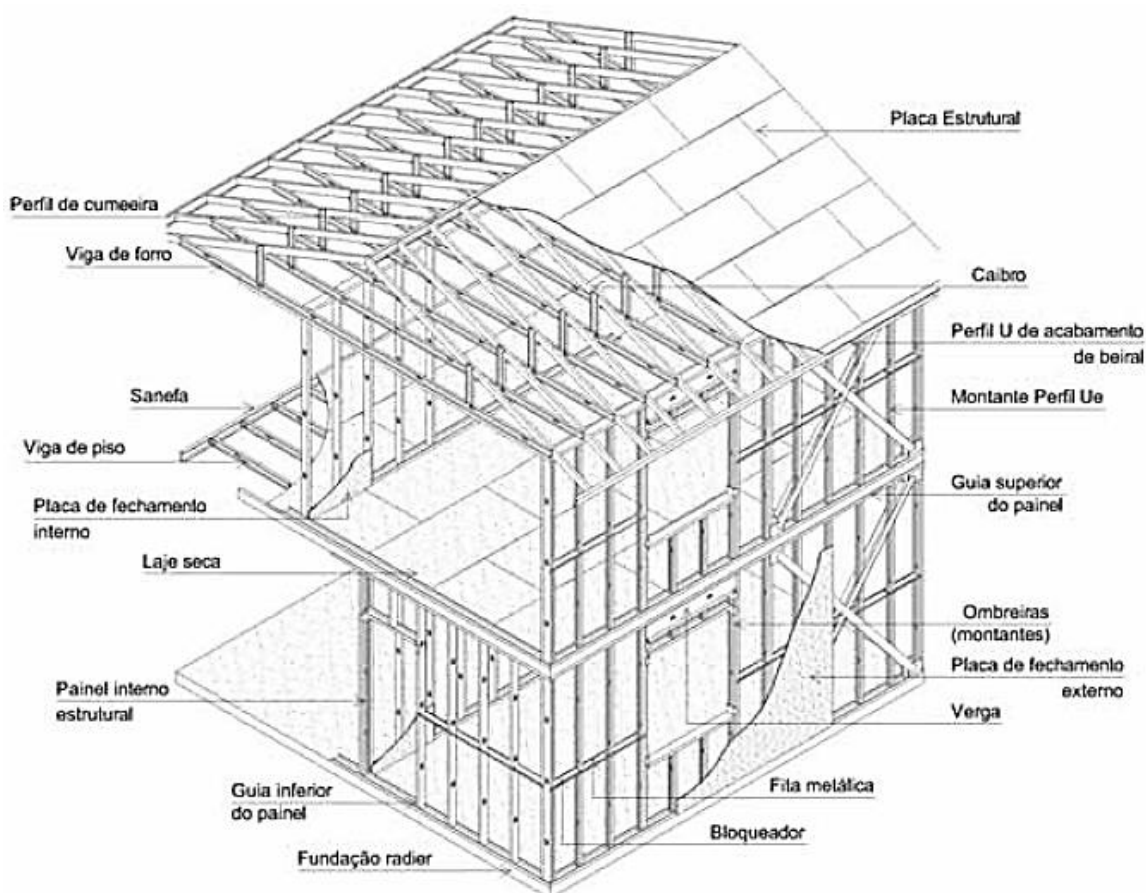 Placa Estrutural
Perfil de cumeeira
Viga de forro
Caibro
Perfil U de acabamento
de beiral
Sanefa
Montante Perfil Ue
Viga de piso
Guia superior
do painel
Placa de fechamento
interno
Laje seca
Ombreiras
(montantes)
Placa de fechamento
externo
Painel interno
estrutural
Verga
Guia inferior
do painel
Fita metálica
Bloqueador
Fundação radier